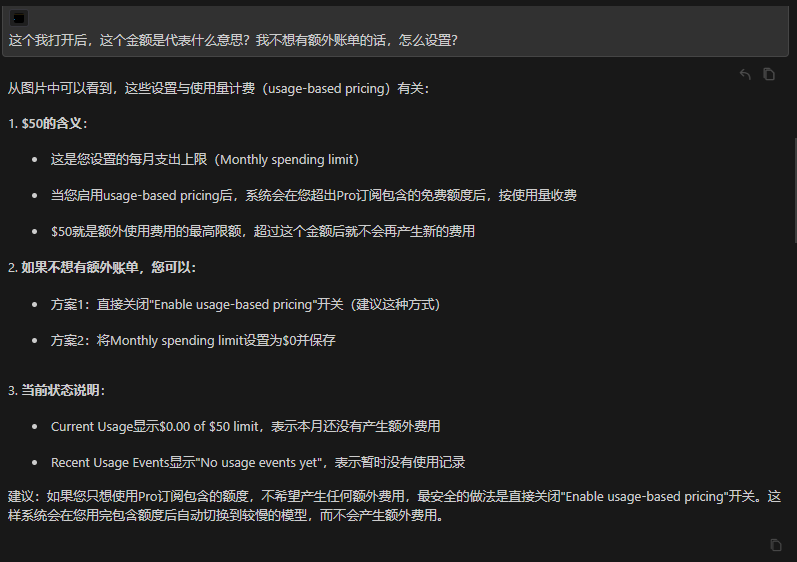 这个我打开后，这个金额是代表什么意思？我不想有额外账单的话，怎么设置？
从图片中可以看到，这些设置与使用量计费（usage-based pricing）有关：
1. $50的含义：
• 这是您设置的每月支出上限（Monthly spending limit）
• 当您启用usage-based pricing后，系统会在您超出Pro订阅包含的免费额度后，按使用量收费
• $50就是额外使用费用的最高限额，超过这个金额后就不会再产生新的费用
2. 如果不想有额外账单，您可以：
• 方案1：直接关闭"Enable usage-based pricing"开关（建议这种方式）
• 方案2：将Monthly spending limit设置为$0并保存
3. 当前状态说明：
• Current Usage显示$0.00 of $50 limit，表示本月还没有产生额外费用
• Recent Usage Events显示"No usage events yet"，表示暂时没有使用记录
建议：如果您只想使用Pro订阅包含的额度，不希望产生任何额外费用，最安全的做法是直接关闭"Enable usage-based pricing"开关。这
样系统会在您用完包含额度后自动切换到较慢的模型，而不会产生额外费用。